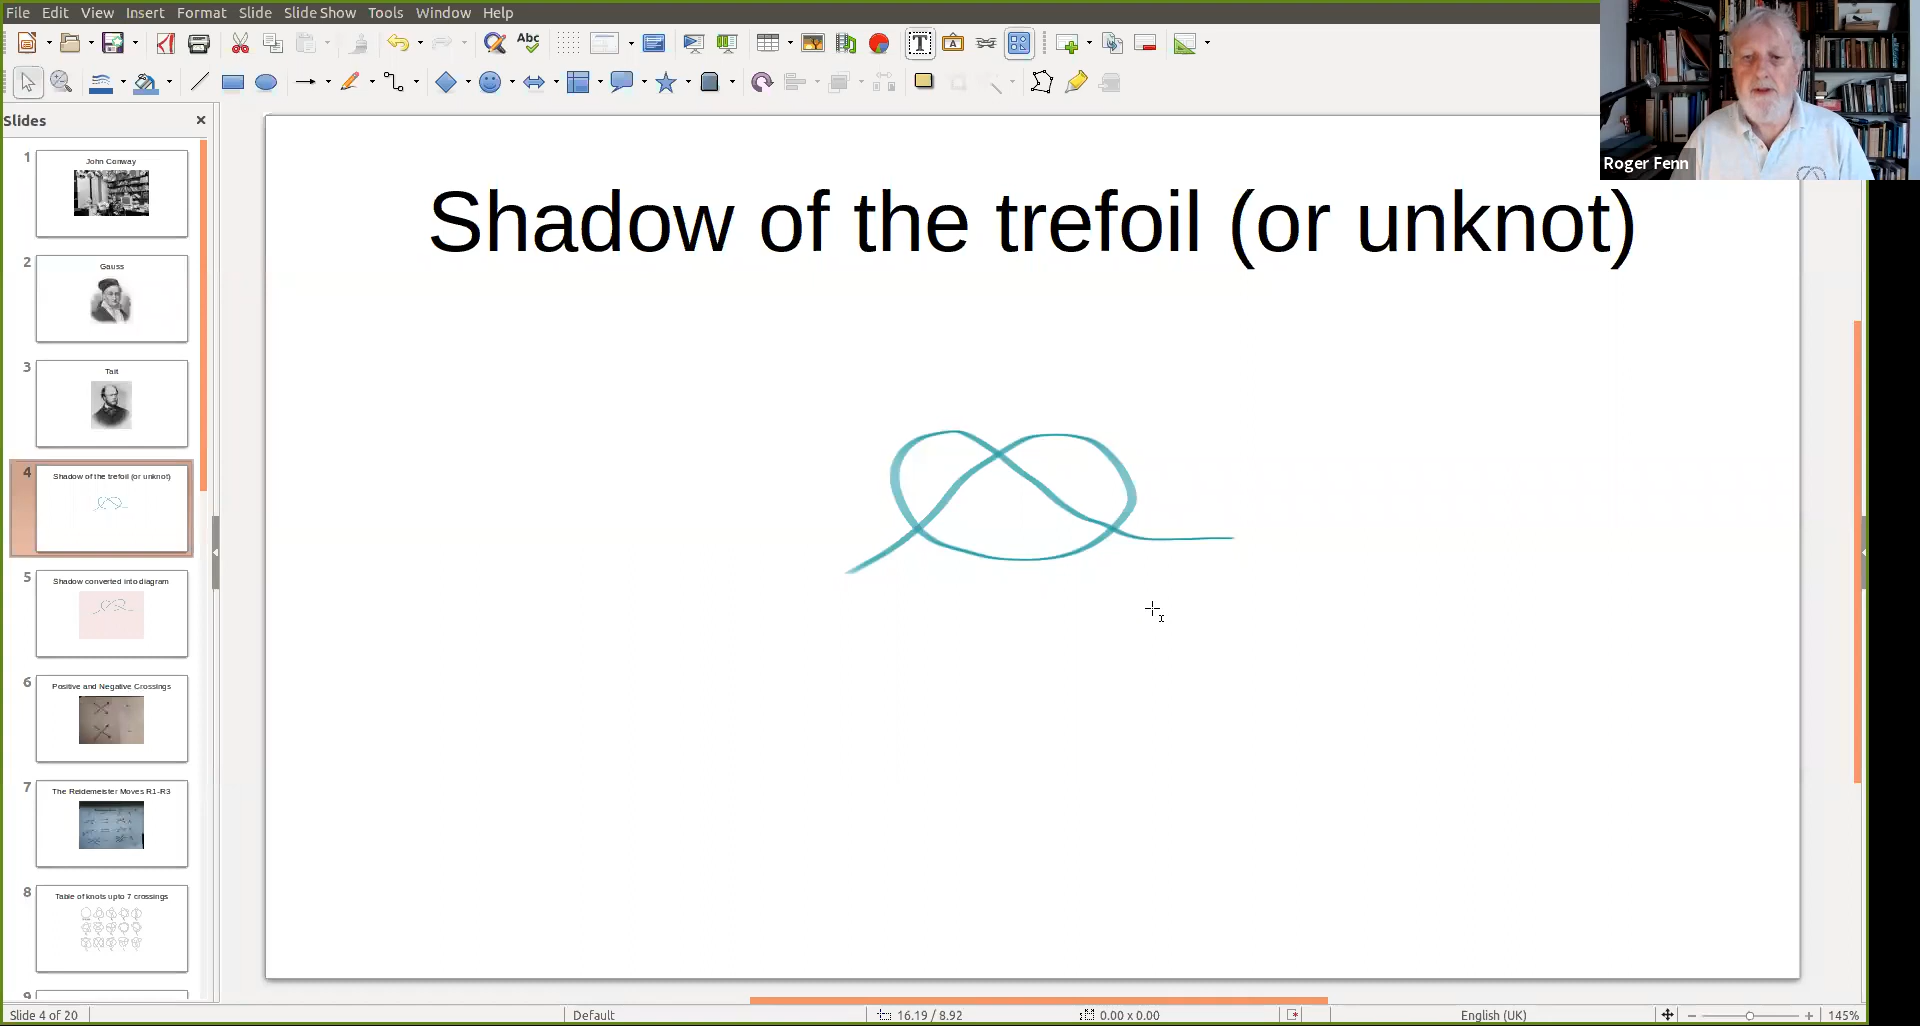 File Edit View Insert Format Slide Slide Show Tools Window Help
Abc
T
A
Roger Fenn
Slides
1
John Conway
2
Gauss
3
Tait
4
Shadow of the trefoil (or unknot)
5
Shadow converted into diagram
6
Positive and Negative Crossings
7
The Reidemeister Moves R1-R3
8
Table of knots upto 7 crossings
9
Shadow of the trefoil (or unknot)
Slide 4 of 20
Default
16.19 / 8.92
0.00 x 0.00
English (UK)
145%